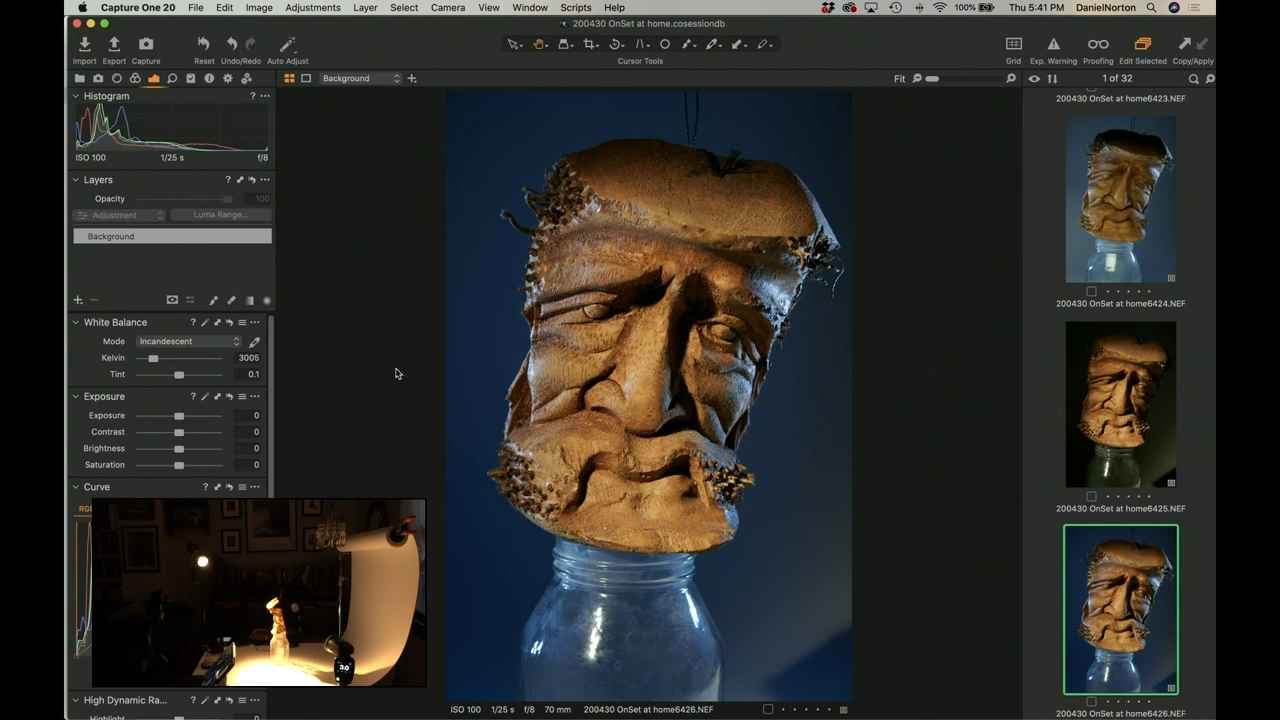 Capture One 20 File Edit Image Adjustments Layer Select Camera View Window Scripts Help 100% Thu 5:41 PM DanielNorton
200430 OnSet at home.cosessiondb
Import Export Capture Reset Undo/Redo Auto Adjust Cursor Tools Grid Exp. Warning Proofing Edit Selected Copy/Apply
Background Fit 1 of 32
Histogram ? ...
ISO 100 1/25 s f/8
Layers ? ...
Opacity 100
Adjustment Luma Range...
Background
White Balance ? ...
Mode Incandescent
Kelvin 3005
Tint 0.1
Exposure ? ...
Exposure 0
Contrast 0
Brightness 0
Saturation 0
Curve ? ...
3.0
High Dynamic Ra... ? ...
Highlight 0
ISO 100 1/25 s f/8 70 mm 200430 OnSet at home6426.NEF
200430 OnSet at home6423.NEF
200430 OnSet at home6424.NEF
200430 OnSet at home6425.NEF
200430 OnSet at home6426.NEF